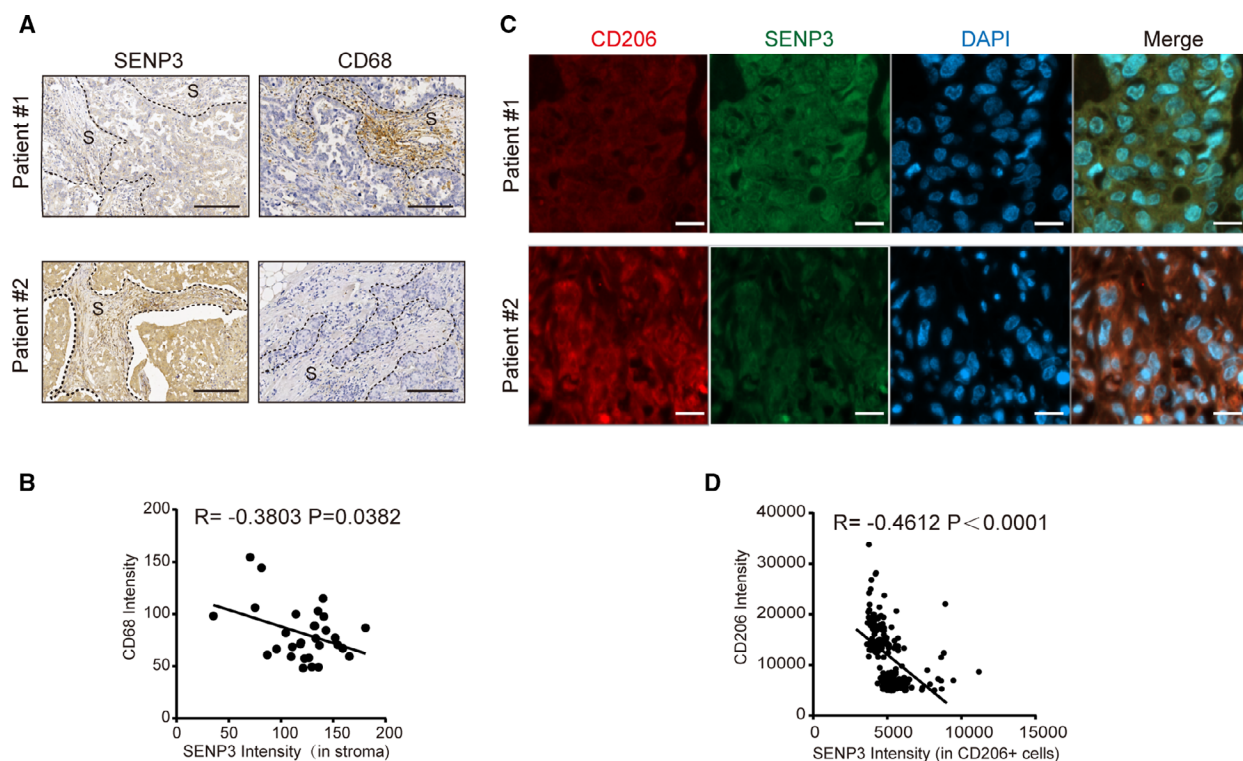 A
SENP3 CD68
Patient #1
S
S
S
Patient #2
S
S
C
CD206 SENP3 DAPI Merge
Patient #1
Patient #2
B
R= -0.3803 P=0.0382
CD68 Intensity
200
150
100
50
0
0 50 100 150 200
SENP3 Intensity（in stroma)
D
R= -0.4612 P＜0.0001
CD206 Intensity
40000
30000
20000
10000
0
0 5000 10000 15000
SENP3 Intensity (in CD206+ cells)